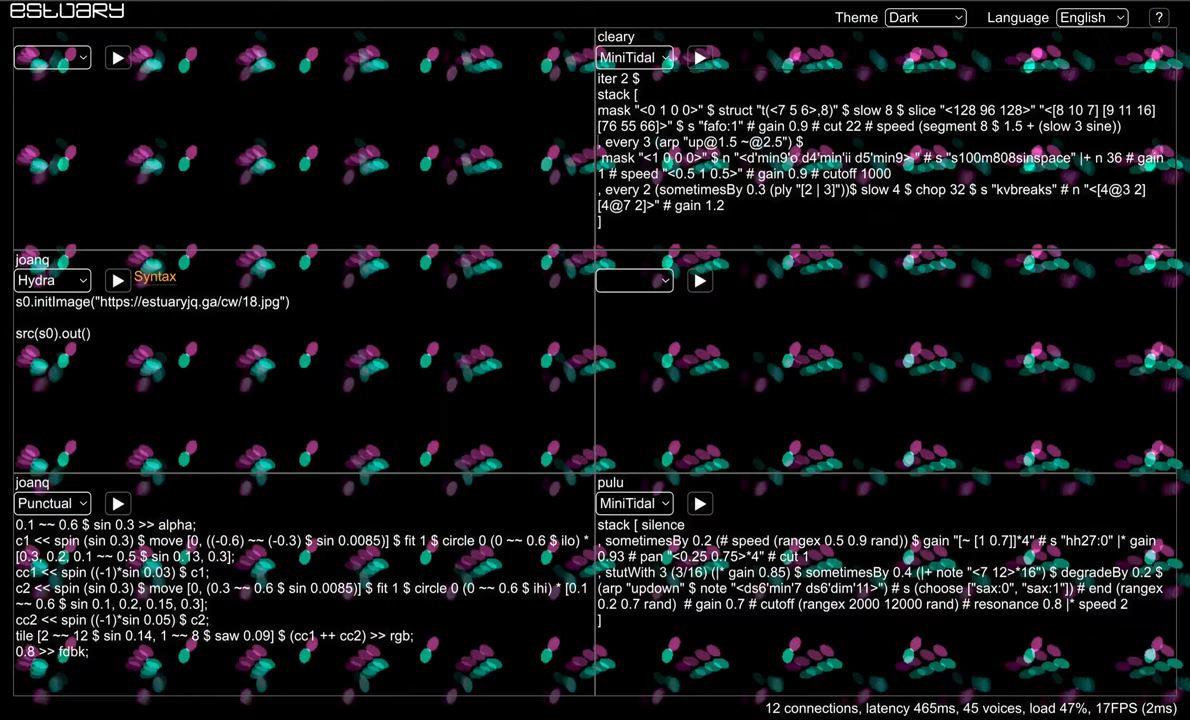 estuary
Theme Dark Language English ?
cleary
MiniTidal
iter 2 $
stack [
mask "<0 1 0 0>" $ struct "t(<7 5 6>,8)" $ slow 8 $ slice "<128 96 128>" "<[8 10 7] [9 11 16]
[76 55 66]>" $ s "fafo:1" # gain 0.9 # cut 22 # speed (segment 8 $ 1.5 + (slow 3 sine))
, every 3 (arp "up@1.5 ~@2.5") $
mask "<1 0 0 0>" $ n "<d'min9'o d4'min'ii d5'min9>" # s "s100m808sinspace" |+ n 36 # gain
1 # speed "<0.5 1 0.5>" # gain 0.9 # cutoff 1000
, every 2 (sometimesBy 0.3 (ply "[2 | 3]"))$ slow 4 $ chop 32 $ s "kvbreaks" # n "<[4@3 2]
[4@7 2]>" # gain 1.2
]
joanq
Hydra
Syntax
s0.initImage("https://estuaryjq.ga/cw/18.jpg")
src(s0).out()
joanq
Punctual
0.1 ~~ 0.6 $ sin 0.3 >> alpha;
c1 << spin (sin 0.3) $ move [0, ((-0.6) ~~ (-0.3) $ sin 0.0085)] $ fit 1 $ circle 0 (0 ~~ 0.6 $ ilo) *
[0.3, 0.2, 0.1 ~~ 0.5 $ sin 0.13, 0.3];
cc1 << spin ((-1)*sin 0.03) $ c1;
c2 << spin (sin 0.3) $ move [0, (0.3 ~~ 0.6 $ sin 0.0085)] $ fit 1 $ circle 0 (0 ~~ 0.6 $ ihi) * [0.1
~~ 0.6 $ sin 0.1, 0.2, 0.15, 0.3];
cc2 << spin ((-1)*sin 0.05) $ c2;
tile [2 ~~ 12 $ sin 0.14, 1 ~~ 8 $ saw 0.09] $ (cc1 ++ cc2) >> rgb;
0.8 >> fdbk;
pulu
MiniTidal
stack [ silence
, sometimesBy 0.2 (# speed (rangex 0.5 0.9 rand)) $ gain "[~ [1 0.7]]*4" # s "hh27:0" |* gain
0.93 # pan "<0.25 0.75>*4" # cut 1
, stutWith 3 (3/16) (|* gain 0.85) $ sometimesBy 0.4 (|+ note "<7 12>*16") $ degradeBy 0.2 $
(arp "updown" $ note "<ds6'min'7 ds6'dim'11>") # s (choose ["sax:0", "sax:1"]) # end (rangex
0.2 0.7 rand) # gain 0.7 # cutoff (rangex 2000 12000 rand) # resonance 0.8 |* speed 2
]
12 connections, latency 465ms, 45 voices, load 47%, 17FPS (2ms)